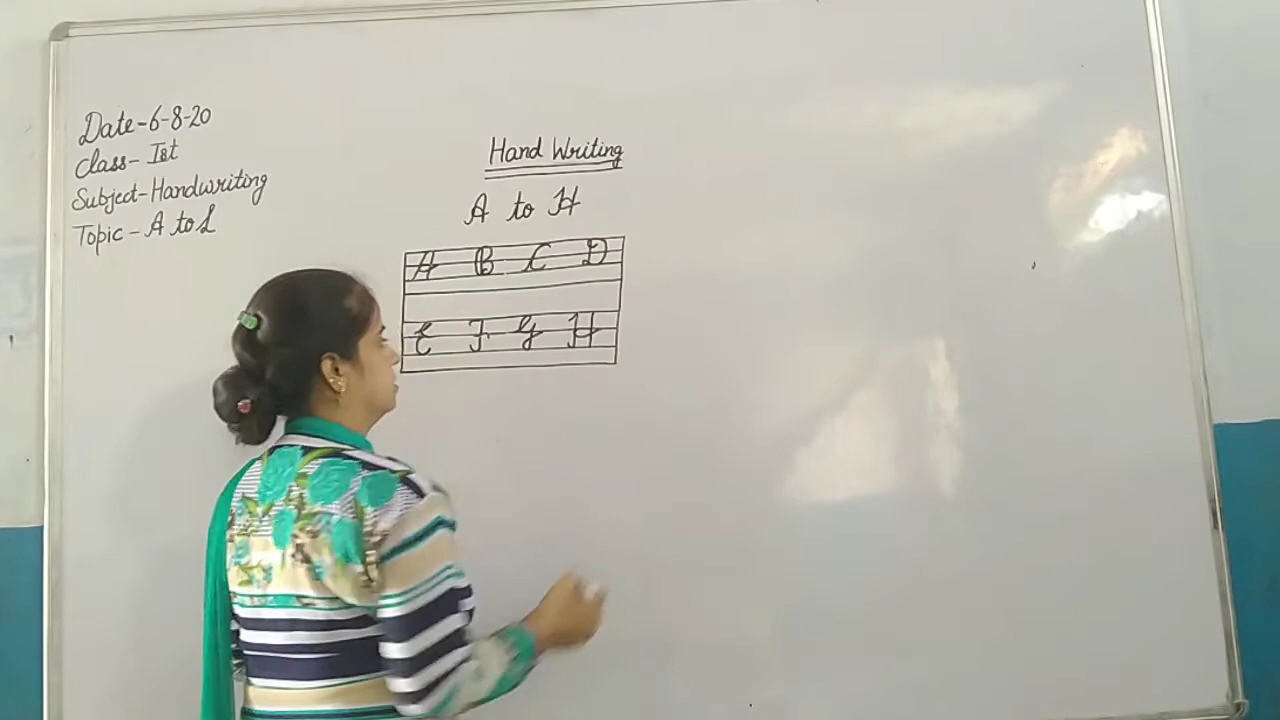 Date-6-8-20
Class- Ist
Subject-Handwriting
Topic - A to L
Hand Writing
A to H
A B C D
E F G H